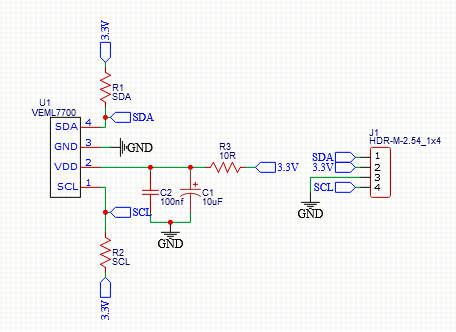 3.3V
R1
SDA
U1
VEML7700
SDA 4
SDA
GND 3
GND
VDD 2
SCL 1
R3
10R
3.3V
C2
100nf
C1
10uF
+
GND
SCL
R2
SCL
3.3V
J1
HDR-M-2.54_1x4
SDA 1
3.3V 2
3
SCL 4
GND